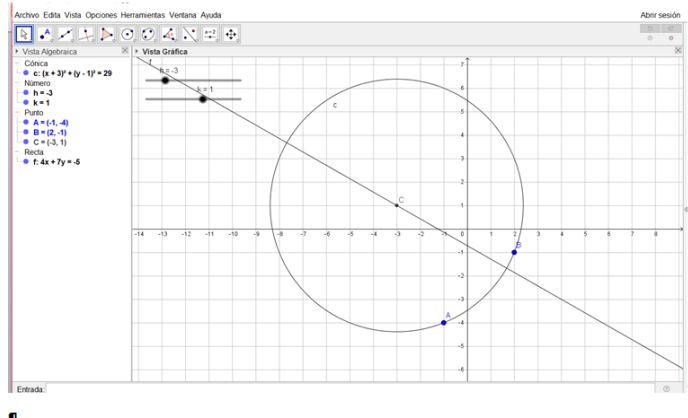 Archivo Edita Vista Opciones Herramientas Ventana Ayuda
Abrir sesión
Vista Algebraica
Vista Gráfica
Cónica
c: (x + 3)² + (y - 1)² = 29
Número
h = -3
k = 1
Punto
A = (-1, -4)
B = (2, -1)
C = (-3, 1)
Recta
f: 4x + 7y = -5
f
h = -3
k = 1
c
C
B
A
7
6
5
4
3
2
1
-14 -13 -12 -11 -10 -9 -8 -7 -6 -5 -4 -3 -2 -1 0 1 2 3 4 5 6 7 8
-1
-2
-3
-4
-5
-6
Entrada:
¶